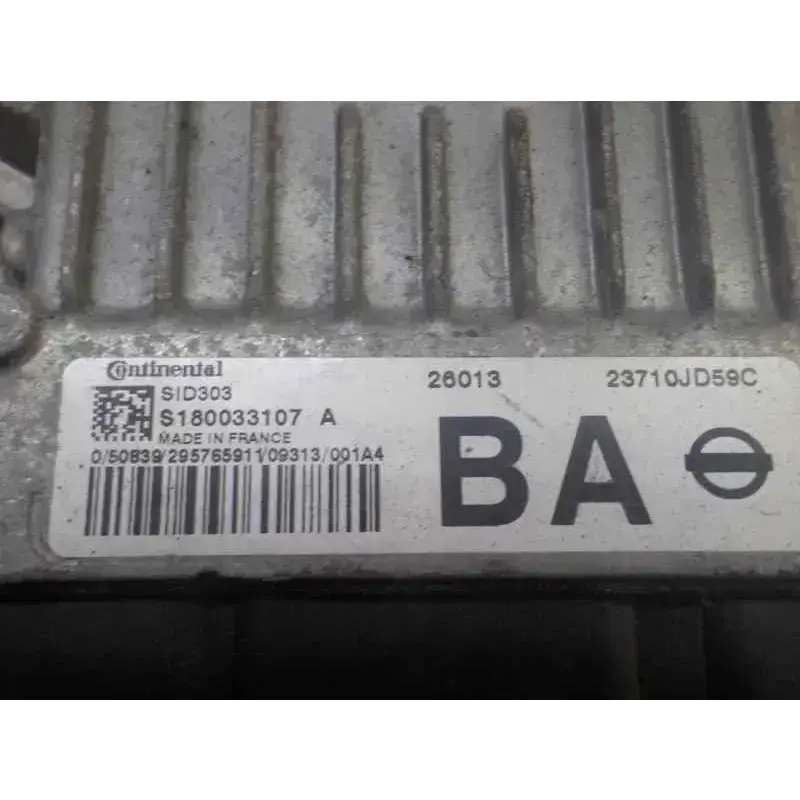 Continental
SID303
S180033107 A
MADE IN FRANCE
0/50839/295765911/09313/001A4
26013 23710JD59C
BA